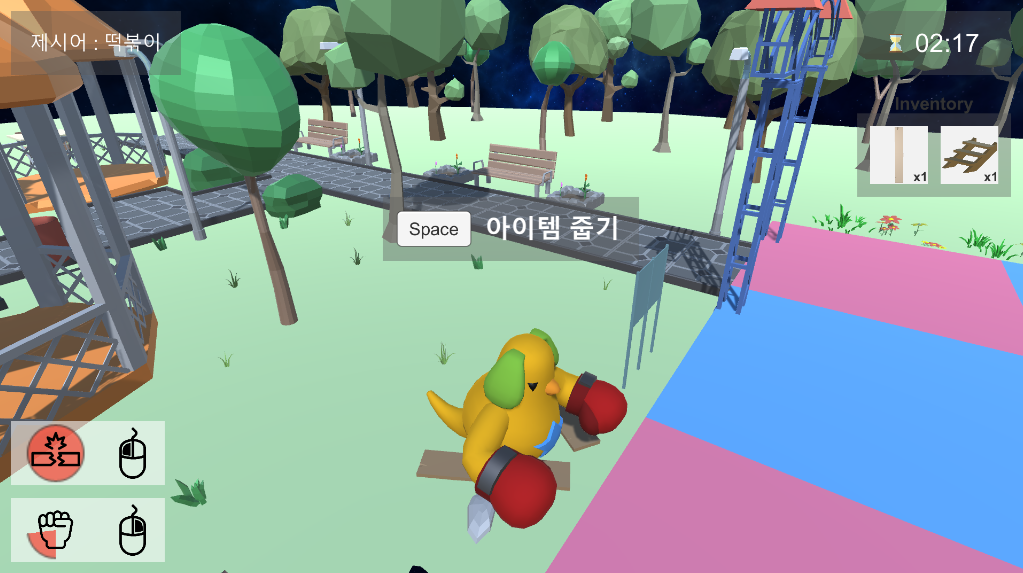 제시어 : 떡볶이
02:17
Inventory
x1
x1
Space
아이템 줍기